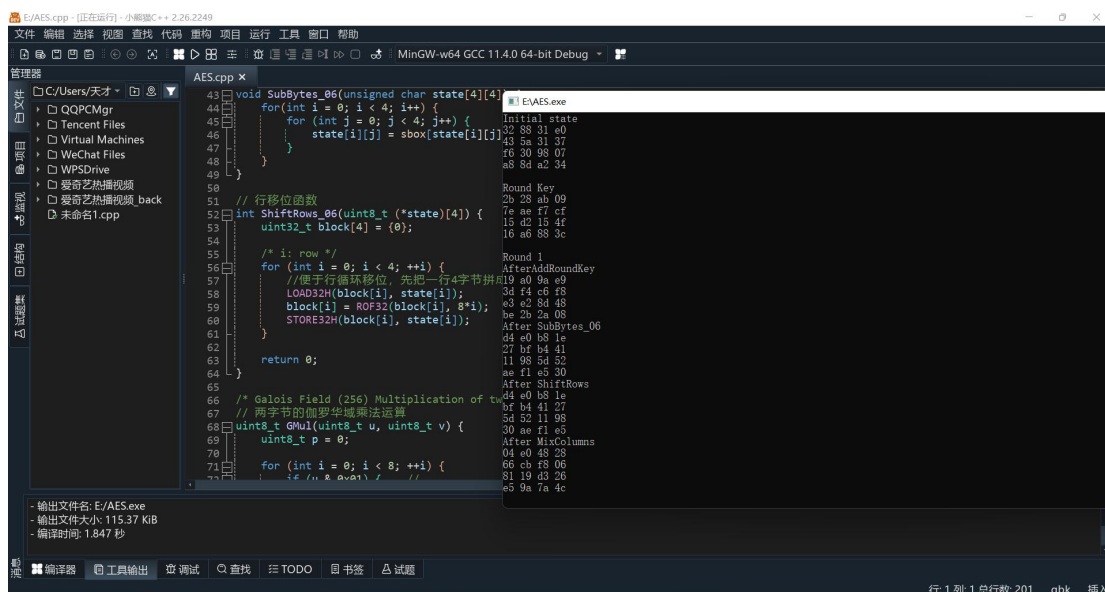 E:/AES.cpp - [正在运行] - 小熊猫C++ 2.26.2249
文件 编辑 选择 视图 查找 代码 重构 项目 运行 工具 窗口 帮助
MinGW-w64 GCC 11.4.0 64-bit Debug
管理器
AES.cpp ×
文件
项目
监视
结构
试题集
C:/Users/天才
QQPCMgr
Tencent Files
Virtual Machines
WeChat Files
WPSDrive
爱奇艺热播视频
爱奇艺热播视频_back
未命名1.cpp
43 void SubBytes_06(unsigned char state[4][4]
44 for(int i = 0; i < 4; i++) {
45 for (int j = 0; j < 4; j++) {
46 state[i][j] = sbox[state[i][j]
47 }
48 }
49 }
50
51 // 行移位函数
52 int ShiftRows_06(uint8_t (*state)[4]) {
53 uint32_t block[4] = {0};
54
55 /* i: row */
56 for (int i = 0; i < 4; ++i) {
57 //便于行循环移位，先把一行4字节拼
58 LOAD32H(block[i], state[i]);
59 block[i] = ROF32(block[i], 8*i);
60 STORE32H(block[i], state[i]);
61 }
62
63 return 0;
64 }
65
66 /* Galois Field (256) Multiplication of tw
67 // 两字节的伽罗华域乘法运算
68 uint8_t GMul(uint8_t u, uint8_t v) {
69 uint8_t p = 0;
70
71 for (int i = 0; i < 8; ++i) {
72 if (u & 0x01) { //
E:\AES.exe
Initial state
32 88 31 e0
43 5a 31 37
f6 30 98 07
a8 8d a2 34
Round Key
2b 28 ab 09
7e ae f7 cf
15 d2 15 4f
16 a6 88 3c
Round 1
AfterAddRoundKey
19 a0 9a e9
3d f4 c6 f8
e3 e2 8d 48
be 2b 2a 08
After SubBytes_06
d4 e0 b8 1e
27 bf b4 41
11 98 5d 52
ae f1 e5 30
After ShiftRows
d4 e0 b8 1e
bf b4 41 27
5d 52 11 98
30 ae f1 e5
After MixColumns
04 e0 48 28
66 cb f8 06
81 19 d3 26
e5 9a 7a 4c
- 输出文件名: E:/AES.exe
- 输出文件大小: 115.37 KiB
- 编译时间: 1.847 秒
消息
编译器 工具输出 调试 查找 TODO 书签 试题
行: 1 列: 1 总行数: 201 gbk 插入